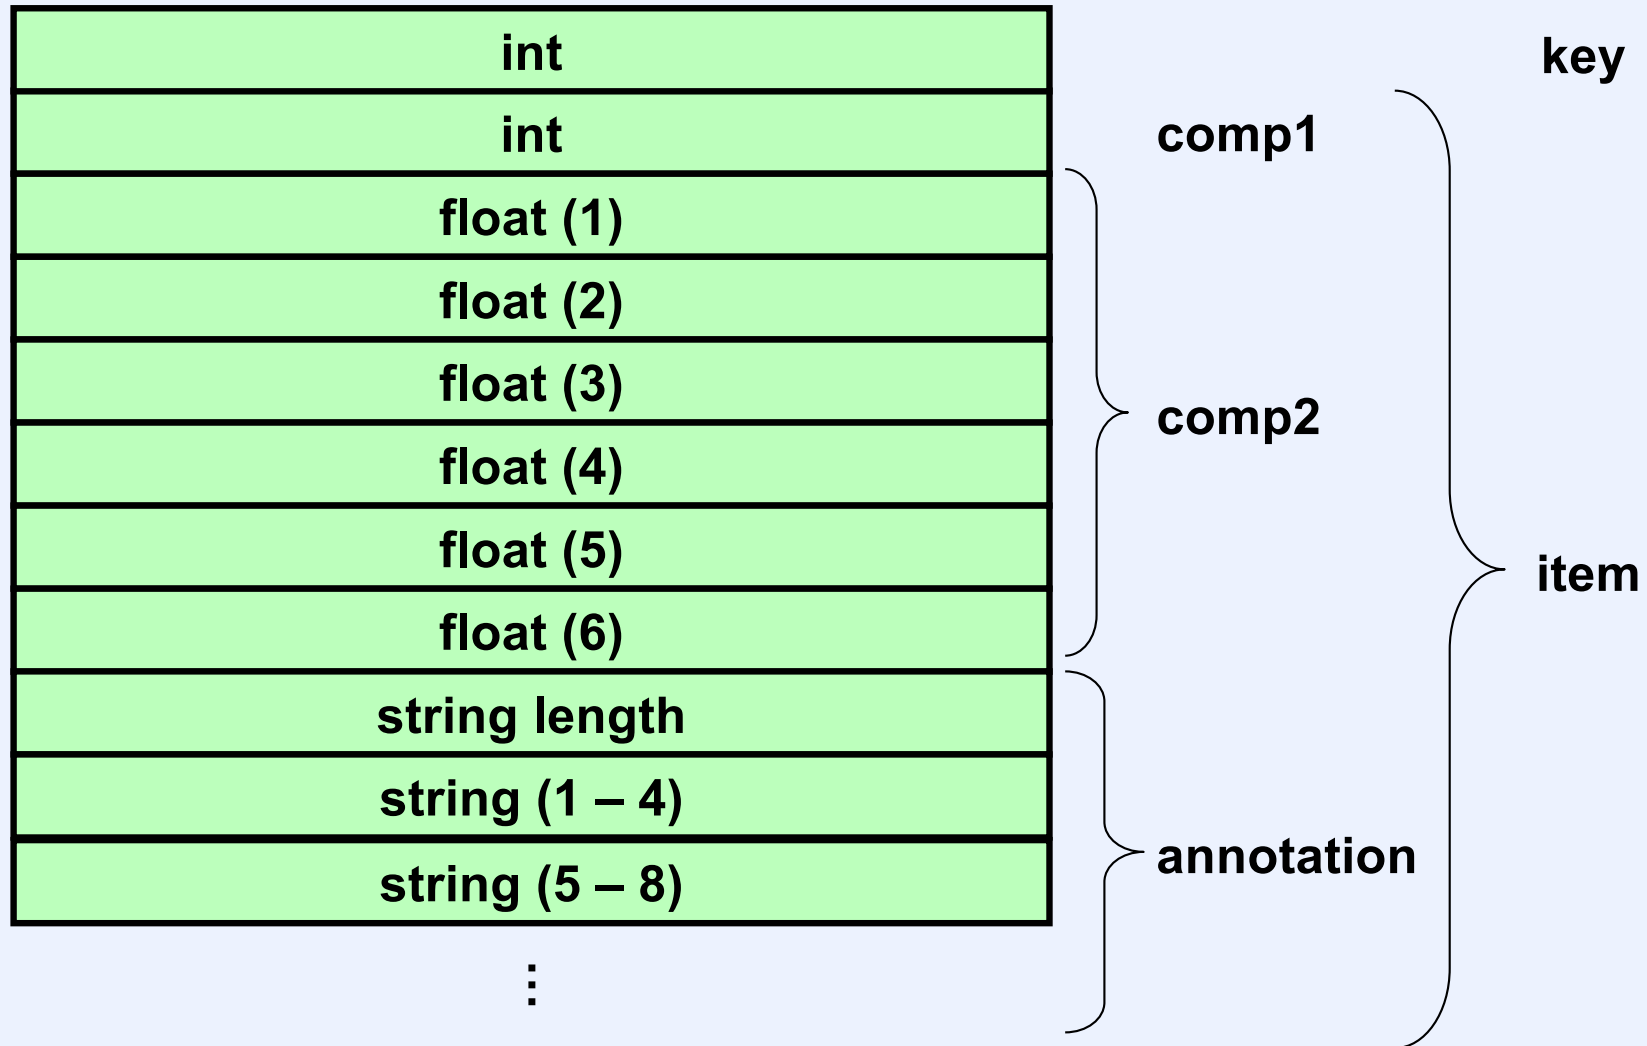 int
key
int
comp1
float (1)
float (2)
float (3)
float (4)
comp2
float (5)
item
float (6)
string length
string (1 – 4)
string (5 – 8)
annotation
⋮